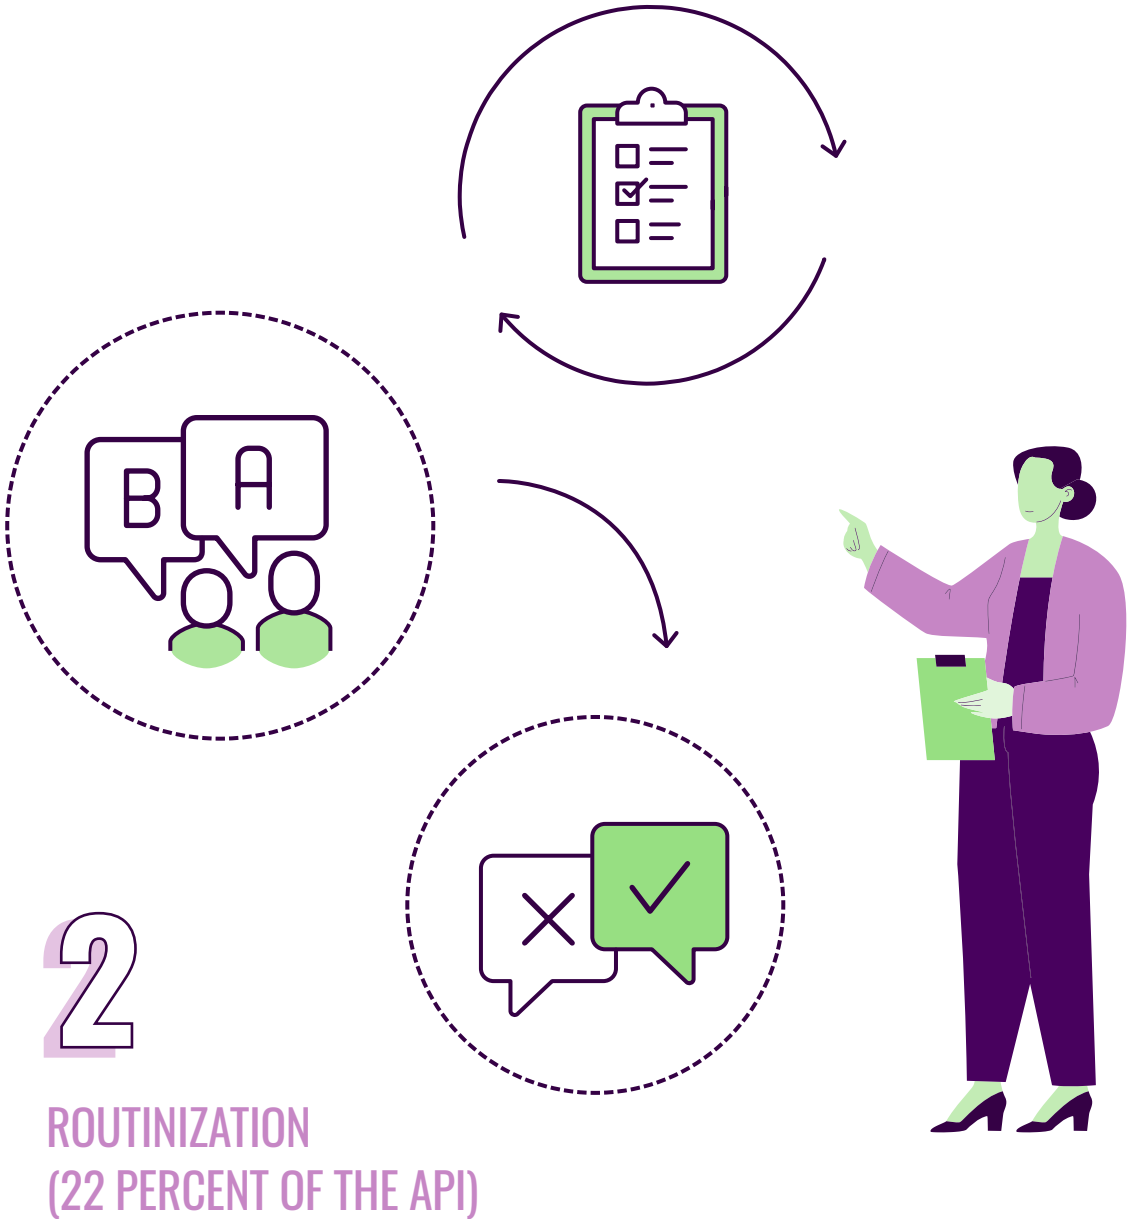 B A
2
ROUTINIZATION
(22 PERCENT OF THE API)